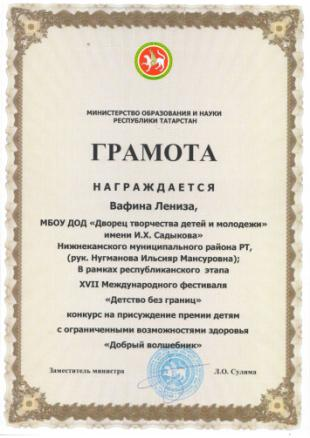 МИНИСТЕРСТВО ОБРАЗОВАНИЯ И НАУКИ
РЕСПУБЛИКИ ТАТАРСТАН
ГРАМОТА
НАГРАЖДАЕТСЯ
Вафина Лениза,
МБОУ ДОД «Дворец творчества детей и молодежи»
имени И.Х. Садыкова»
Нижнекамского муниципального района РТ,
(рук. Нугманова Ильсияр Мансуровна);
В рамках республиканского этапа
XVII Международного фестиваля
«Детство без границ»
конкурс на присуждение премии детям
с ограниченными возможностями здоровья
«Добрый волшебник»
Заместитель министра Л.О. Сулима